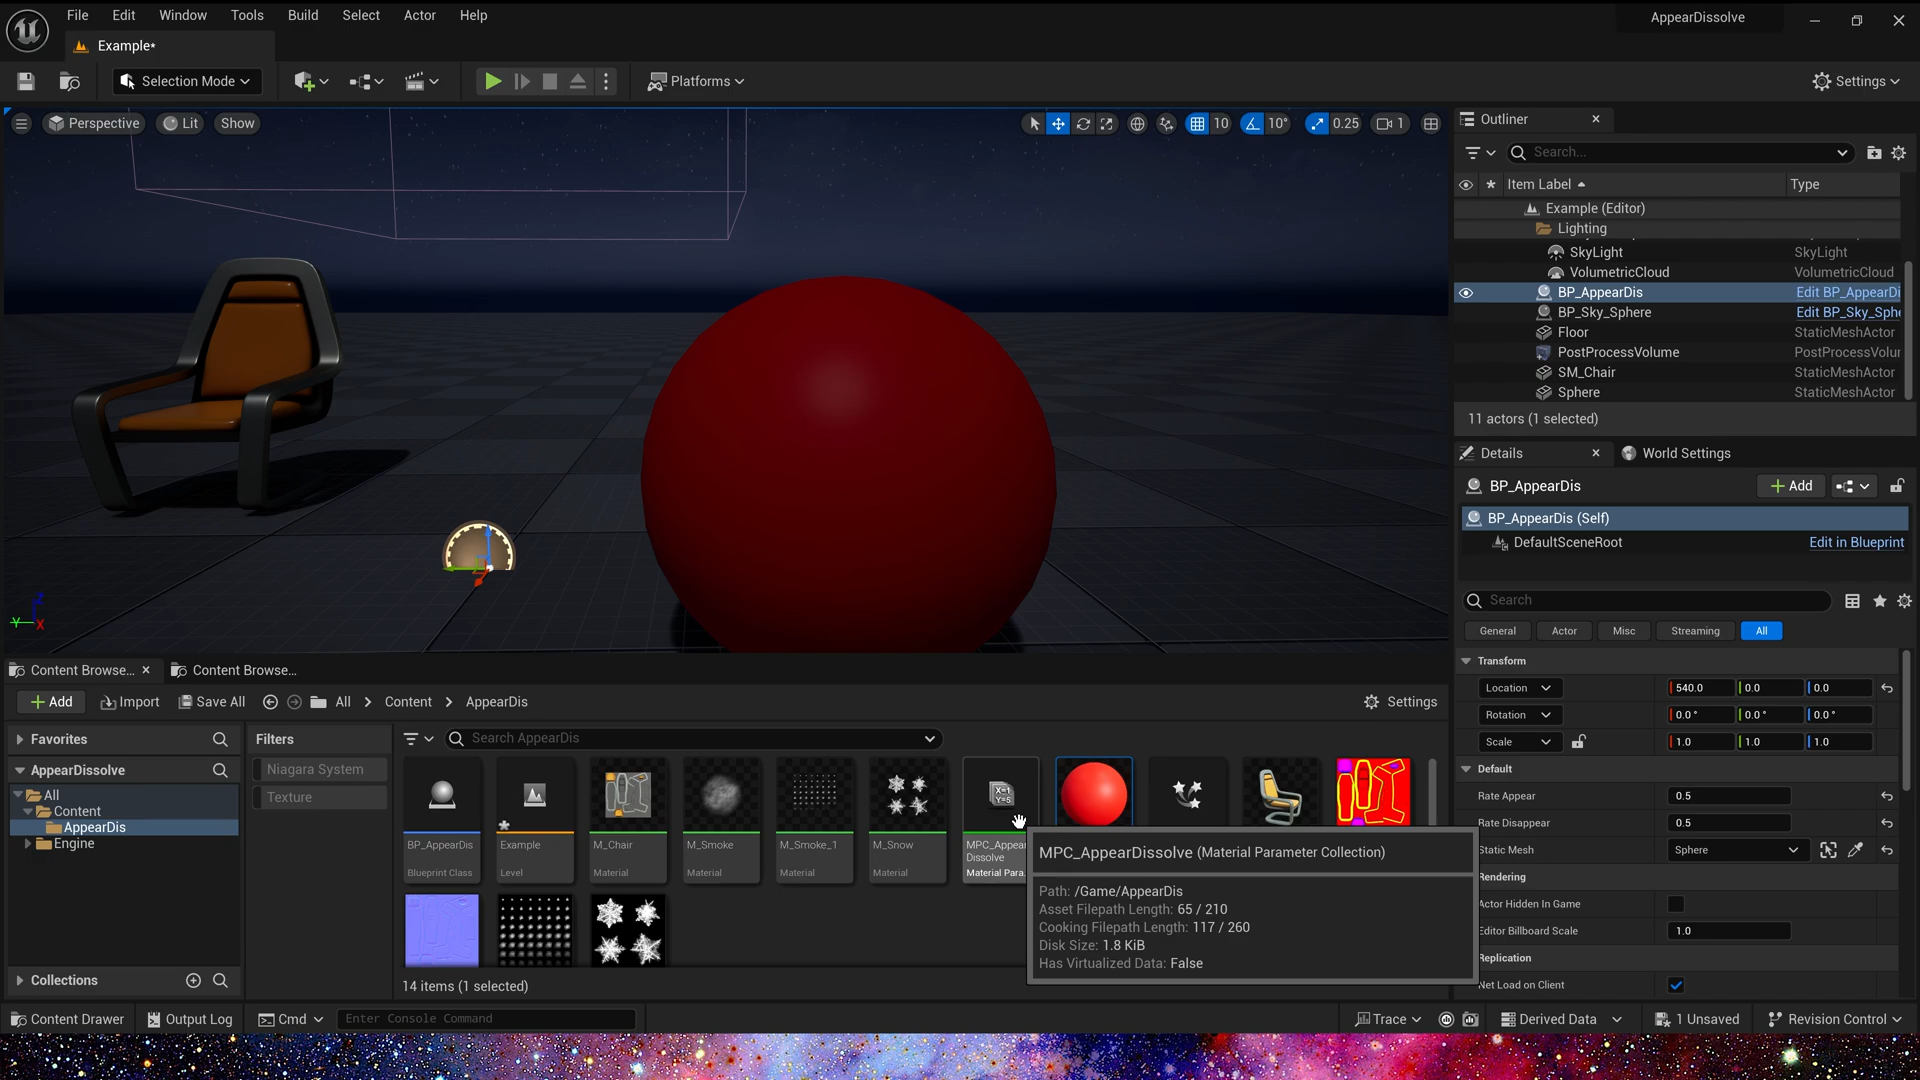 File Edit Window Tools Build Select Actor Help
AppearDissolve
Example*
Selection Mode
Platforms
Settings
Perspective
Lit
Show
10
10°
0.25
1
Outliner
Search...
Item Label
Type
Example (Editor)
Lighting
SkyLight SkyLight
VolumetricCloud VolumetricCloud
BP_AppearDis Edit BP_AppearDi
BP_Sky_Sphere Edit BP_Sky_Sphe
Floor StaticMeshActor
PostProcessVolume PostProcessVolur
SM_Chair StaticMeshActor
Sphere StaticMeshActor
11 actors (1 selected)
Details
World Settings
BP_AppearDis
Add
BP_AppearDis (Self)
DefaultSceneRoot Edit in Blueprint
Search
General Actor Misc Streaming All
Transform
Location 540.0 0.0 0.0
Rotation 0.0° 0.0° 0.0°
Scale 1.0 1.0 1.0
Default
Rate Appear 0.5
Rate Disappear 0.5
Static Mesh Sphere
Rendering
Actor Hidden In Game
Editor Billboard Scale 1.0
Replication
Net Load on Client
Content Browse...
Content Browse...
Add
Import
Save All
All
Content
AppearDis
Settings
Favorites
AppearDissolve
All
Content
AppearDis
Engine
Collections
Filters
Niagara System
Texture
Search AppearDis
BP_AppearDis
Blueprint Class
Example
Level
M_Chair
Material
M_Smoke
Material
M_Smoke_1
Material
M_Snow
Material
X=1
Y=5
MPC_Appear
Dissolve
Material Para
MPC_AppearDissolve (Material Parameter Collection)
Path: /Game/AppearDis
Asset Filepath Length: 65 / 210
Cooking Filepath Length: 117 / 260
Disk Size: 1.8 KiB
Has Virtualized Data: False
14 items (1 selected)
Content Drawer
Output Log
Cmd
Enter Console Command
Trace
Derived Data
1 Unsaved
Revision Control
Y
X
Z